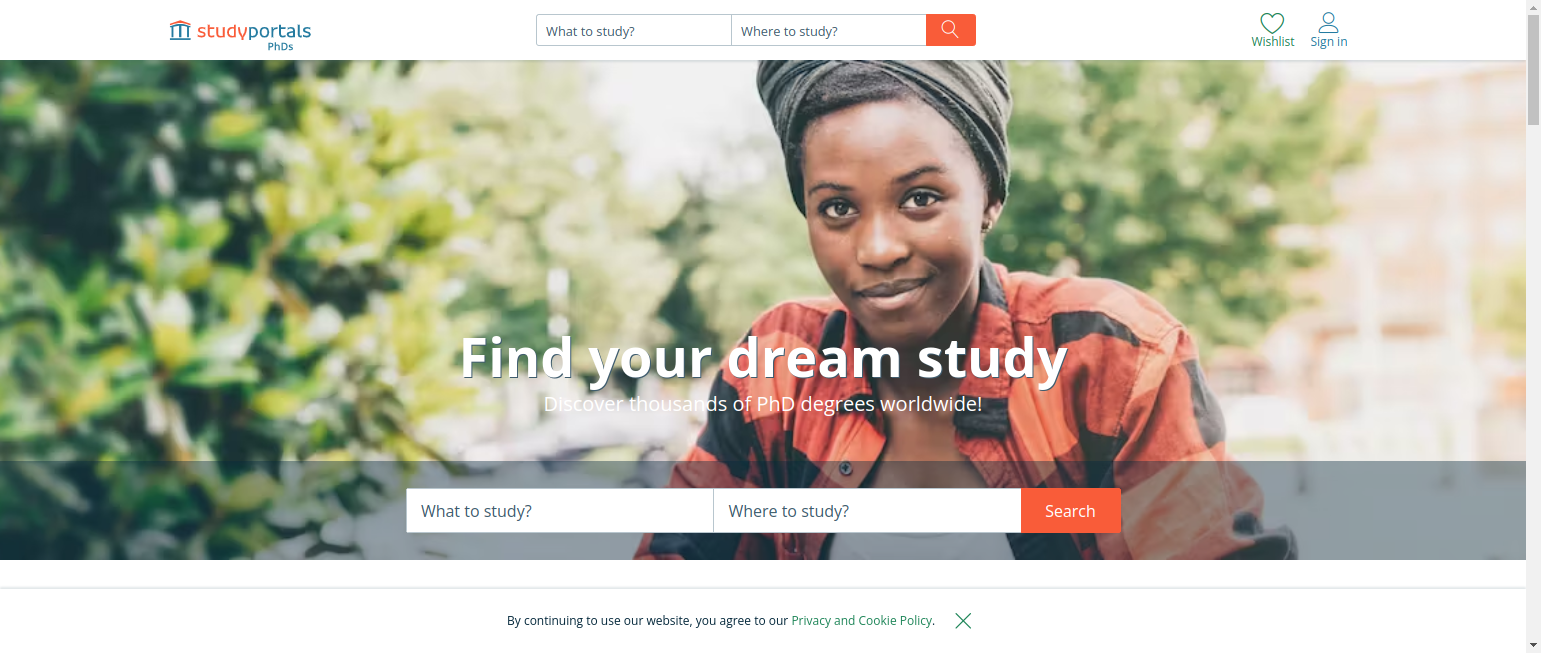 studyportals
PhDs
What to study?
Where to study?
Wishlist
Sign in
Find your dream study
Discover thousands of PhD degrees worldwide!
What to study?
Where to study?
Search
By continuing to use our website, you agree to our Privacy and Cookie Policy.